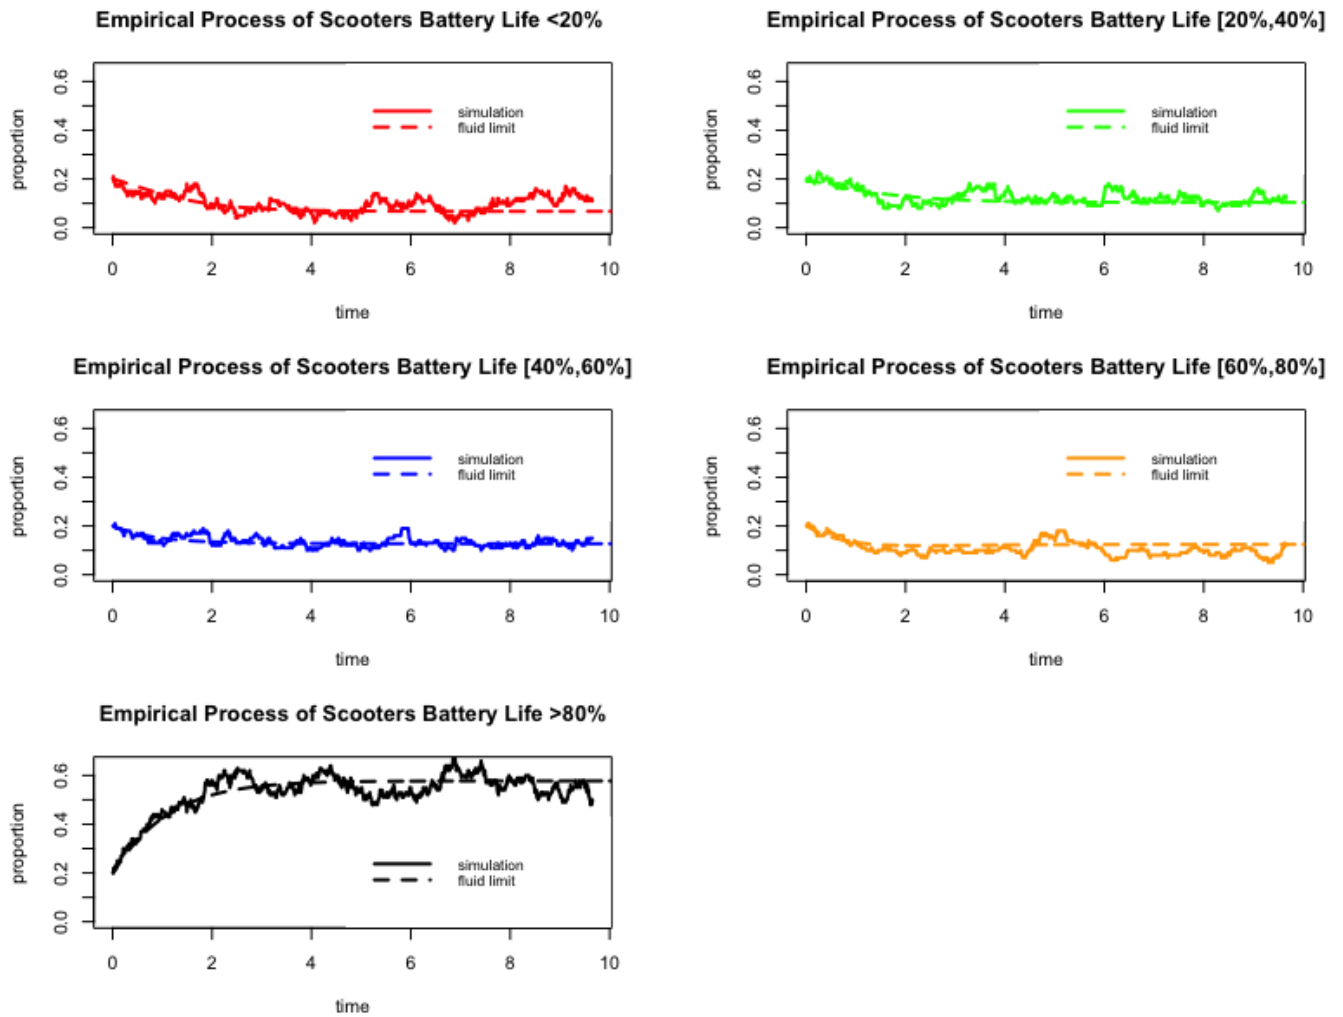 Empirical Process of Scooters Battery Life <20%
proportion
0.0 0.2 0.4 0.6
simulation
fluid limit
0 2 4 6 8 10
time
Empirical Process of Scooters Battery Life [20%,40%]
proportion
0.0 0.2 0.4 0.6
simulation
fluid limit
0 2 4 6 8 10
time
Empirical Process of Scooters Battery Life [40%,60%]
proportion
0.0 0.2 0.4 0.6
simulation
fluid limit
0 2 4 6 8 10
time
Empirical Process of Scooters Battery Life [60%,80%]
proportion
0.0 0.2 0.4 0.6
simulation
fluid limit
0 2 4 6 8 10
time
Empirical Process of Scooters Battery Life >80%
proportion
0.0 0.2 0.4 0.6
simulation
fluid limit
0 2 4 6 8 10
time